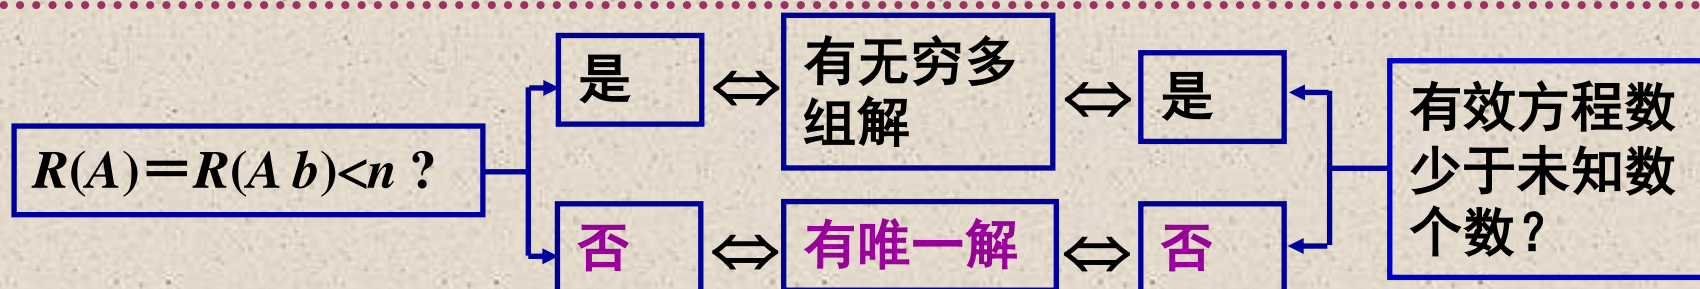 R(A)=R(A b)<n ?
是
否
有无穷多
组解
有唯一解
是
否
有效方程数
少于未知数
个数?